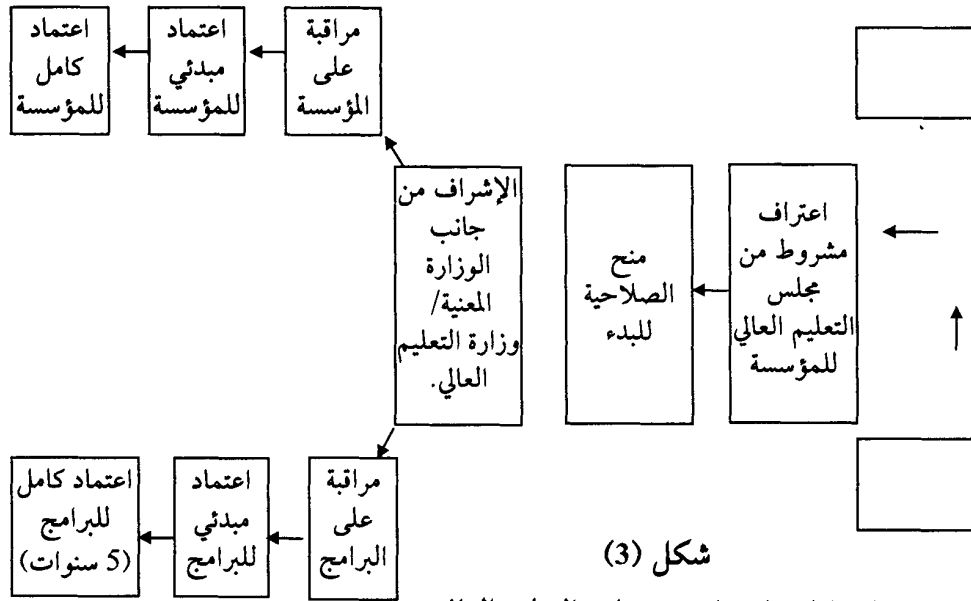 اعتراف
مشروط من
مجلس
التعليم العالي
للمؤسسة
منح
الصلاحية
للبدء
الإشراف من
جانب
الوزارة
المعنية/
وزارة التعليم
العالي.
مراقبة
على
المؤسسة
اعتماد
مبدئي
للمؤسسة
اعتماد
كامل
للمؤسسة
مراقبة
على
البرامج
اعتماد
مبدئي
للبرامج
اعتماد كامل
للبرامج
(5 سنوات)
شكل (3)